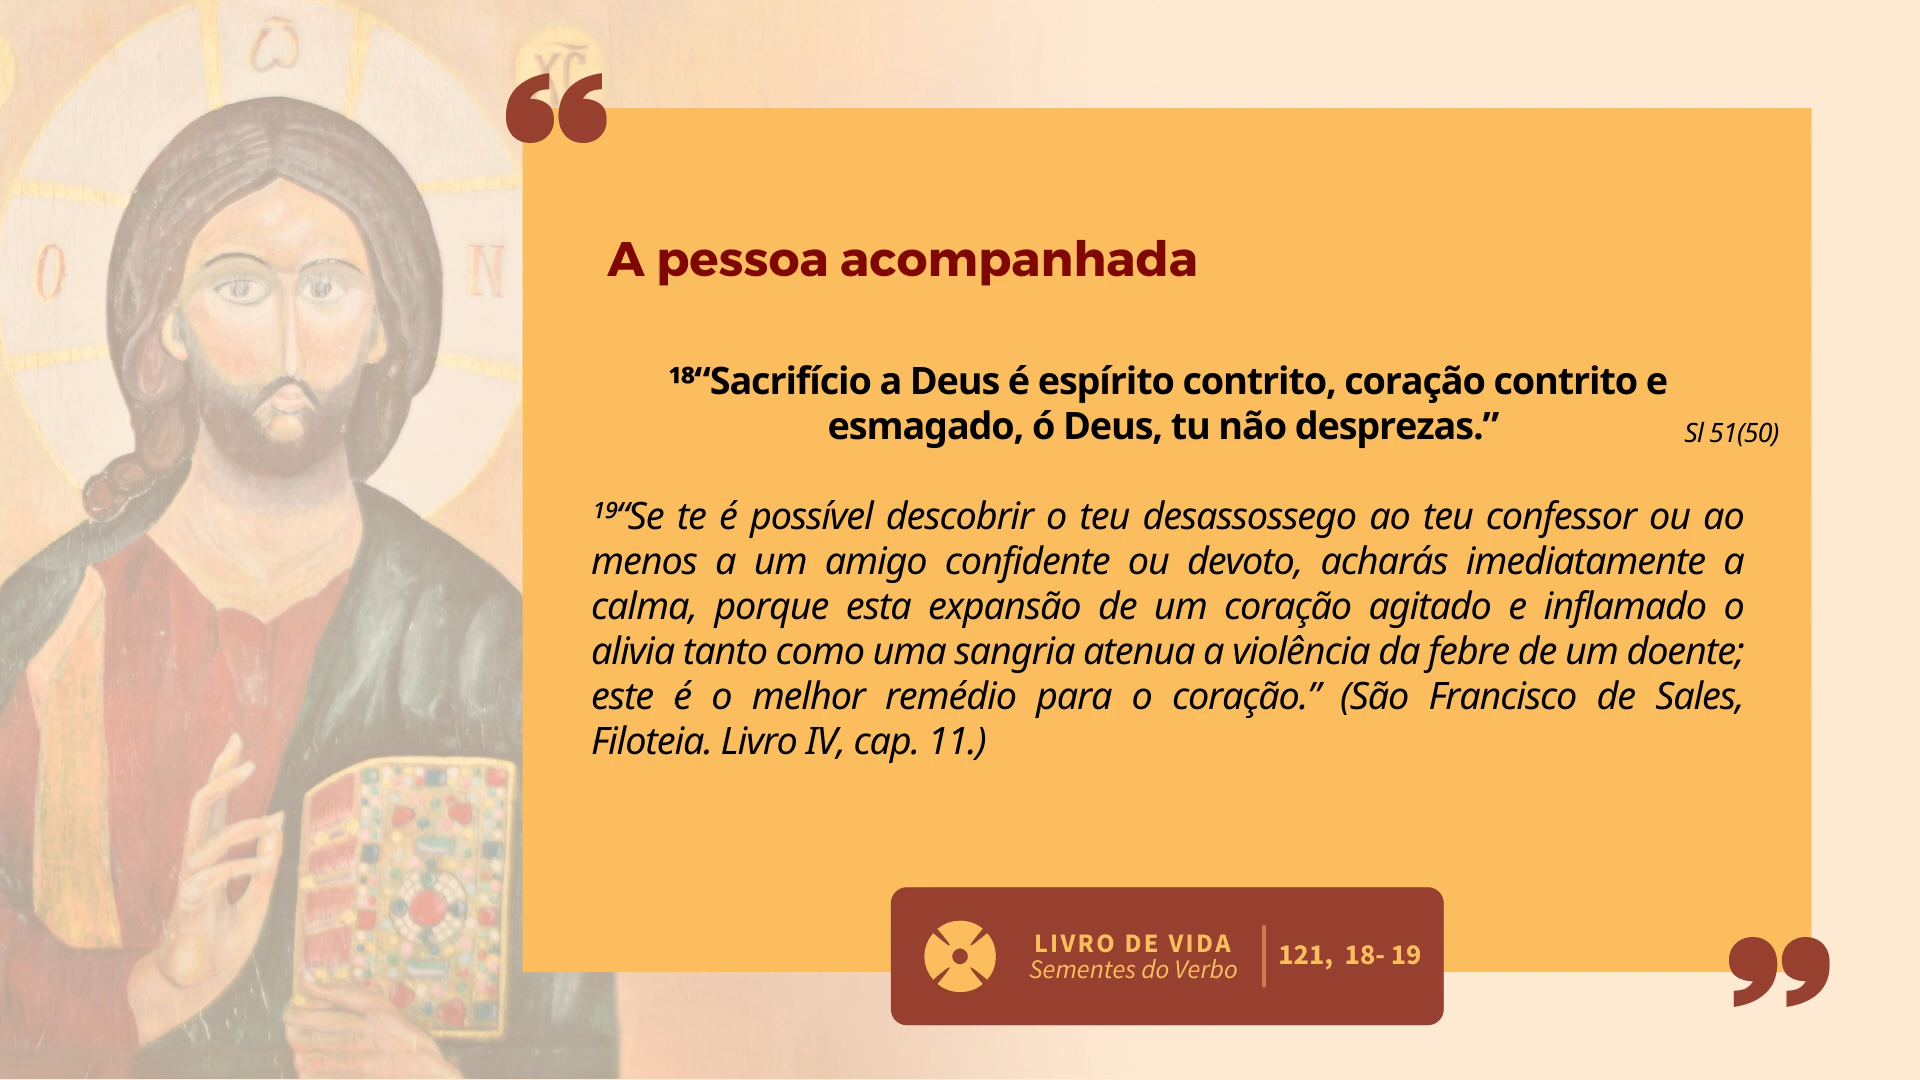 ѽ
XC
O
N
A pessoa acompanhada
¹⁸“Sacrifício a Deus é espírito contrito, coração contrito e
esmagado, ó Deus, tu não desprezas.”
Sl 51(50)
¹⁹“Se te é possível descobrir o teu desassossego ao teu confessor ou ao
menos a um amigo confidente ou devoto, acharás imediatamente a
calma, porque esta expansão de um coração agitado e inflamado o
alivia tanto como uma sangria atenua a violência da febre de um doente;
este é o melhor remédio para o coração.” (São Francisco de Sales,
Filoteia. Livro IV, cap. 11.)
LIVRO DE VIDA
Sementes do Verbo
121, 18- 19